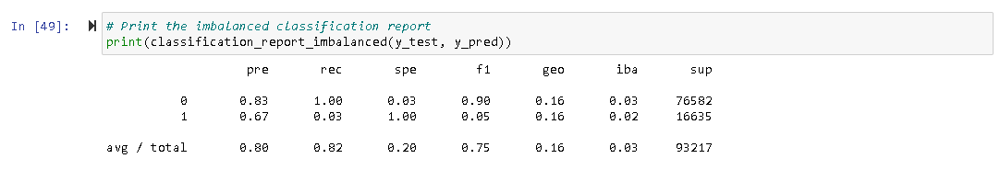 In [49]:
# Print the imbalanced classification report
print(classification_report_imbalanced(y_test, y_pred))
pre rec spe f1 geo iba sup
0 0.83 1.00 0.03 0.90 0.16 0.03 76582
1 0.67 0.03 1.00 0.05 0.16 0.02 16635
avg / total 0.80 0.82 0.20 0.75 0.16 0.03 93217